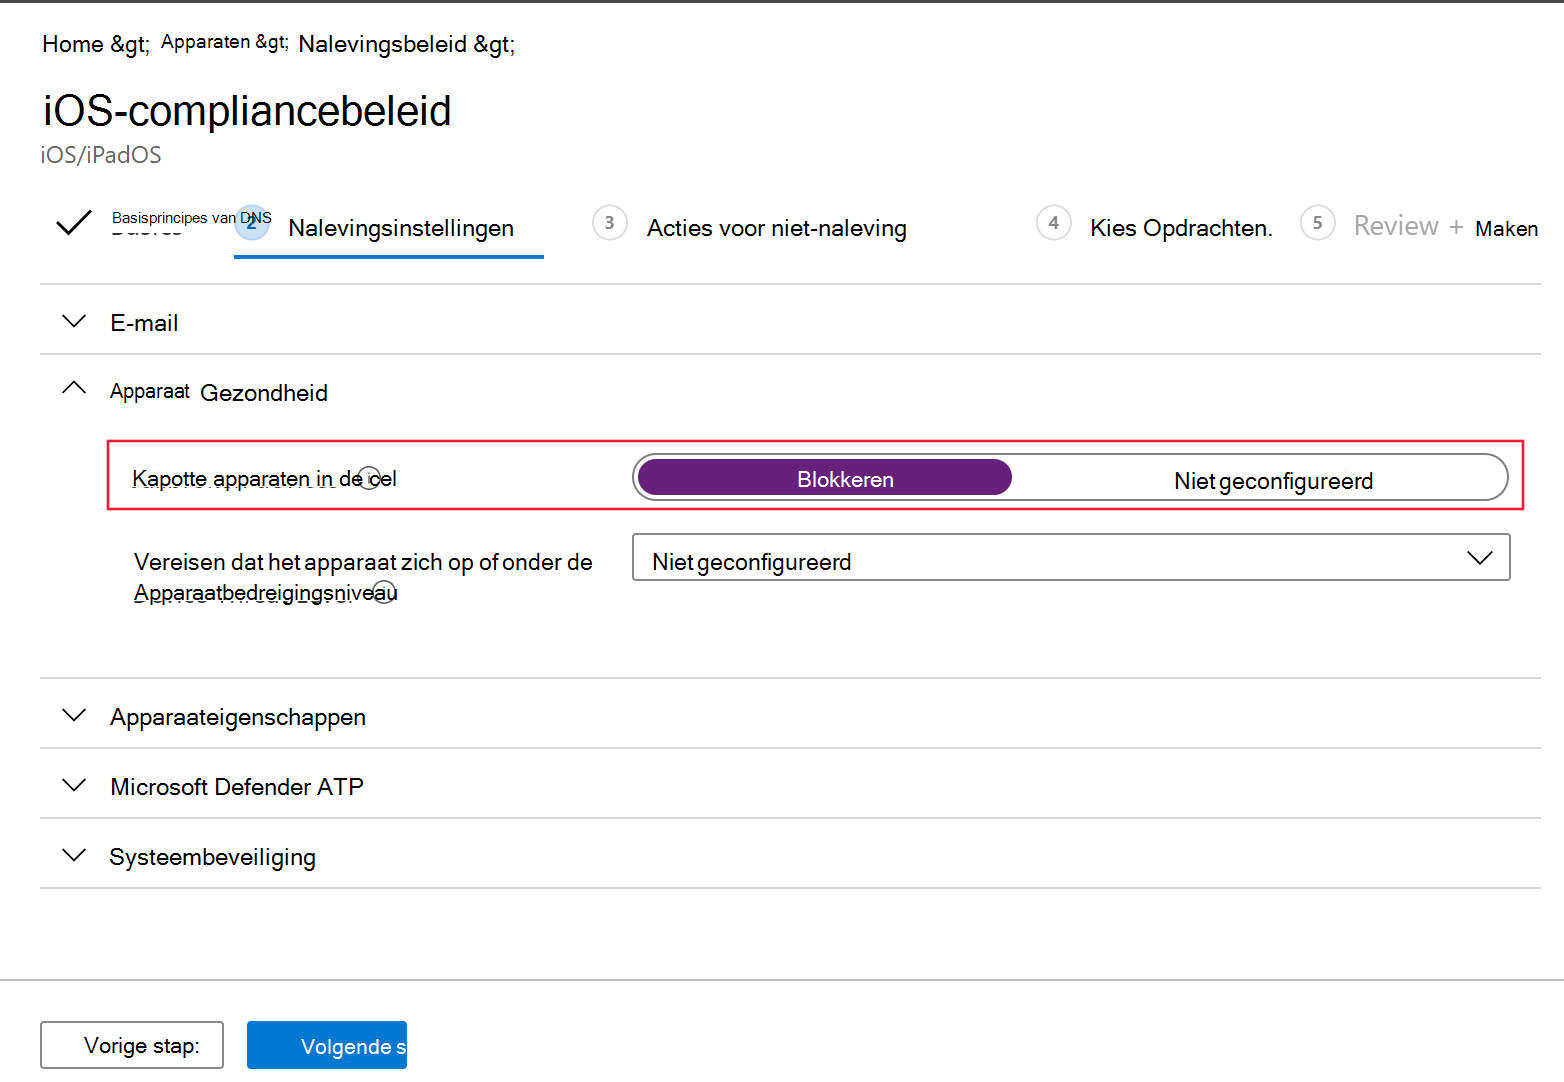 Home &gt; Apparaten &gt; Nalevingsbeleid &gt;
iOS-compliancebeleid
iOS/iPadOS
Basisprincipes van DNS 2 Nalevingsinstellingen 3 Acties voor niet-naleving 4 Kies Opdrachten. 5 Review + Maken
E-mail
Apparaat Gezondheid
Kapotte apparaten in de cel Blokkeren Niet geconfigureerd
Vereisen dat het apparaat zich op of onder de Niet geconfigureerd
Apparaatbedreigingsniveau
Apparaateigenschappen
Microsoft Defender ATP
Systeembeveiliging
Vorige stap: Volgende s